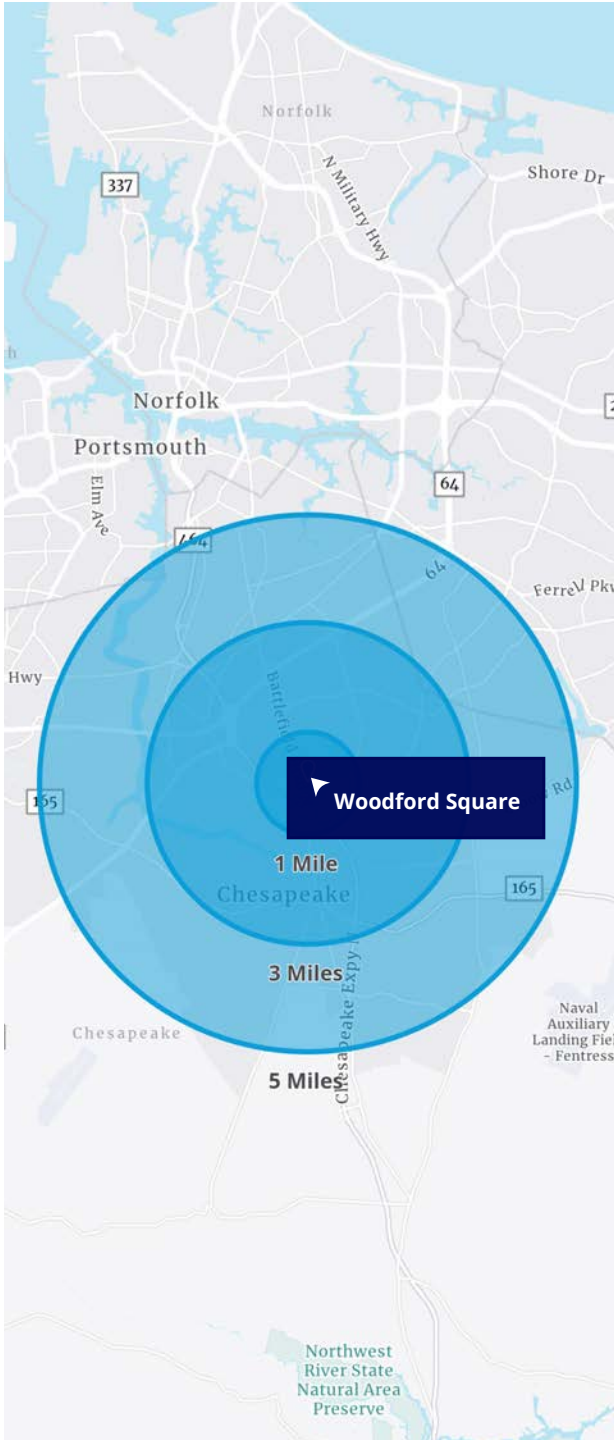 Norfolk
337
N Military Hwy
Shore Dr
Norfolk
Portsmouth
Elm Ave
64
464
64
Ferrell Pkw
Hwy
Battlefield
165
Woodford Square
Rd
1 Mile
Chesapeake
165
3 Miles
Chesapeake Expy
Naval
Auxiliary
Landing Fiel
- Fentress
Chesapeake
5 Miles
Northwest
River State
Natural Area
Preserve